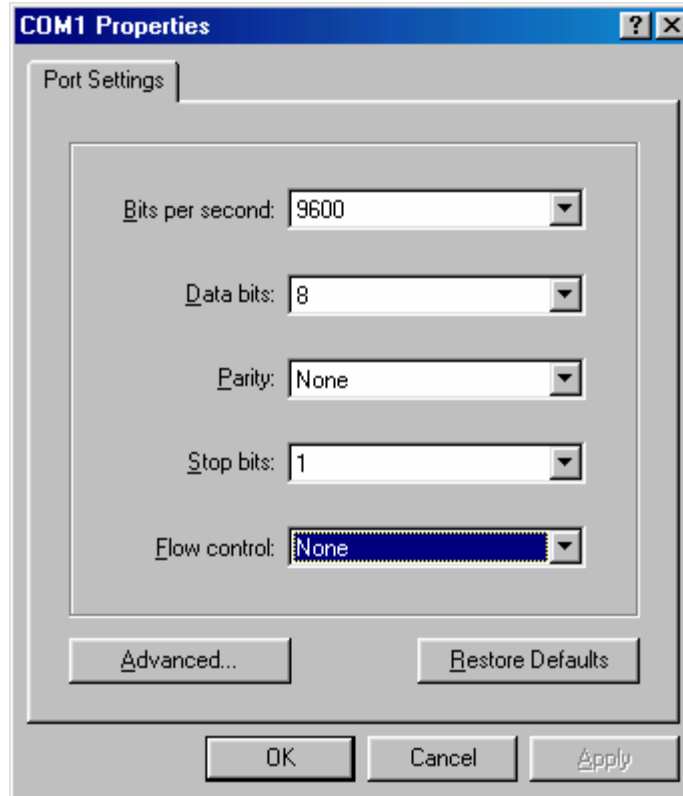 COM1 Properties
Port Settings
Bits per second: 9600
Data bits: 8
Parity: None
Stop bits: 1
Flow control: None
Advanced... Restore Defaults
OK Cancel Apply